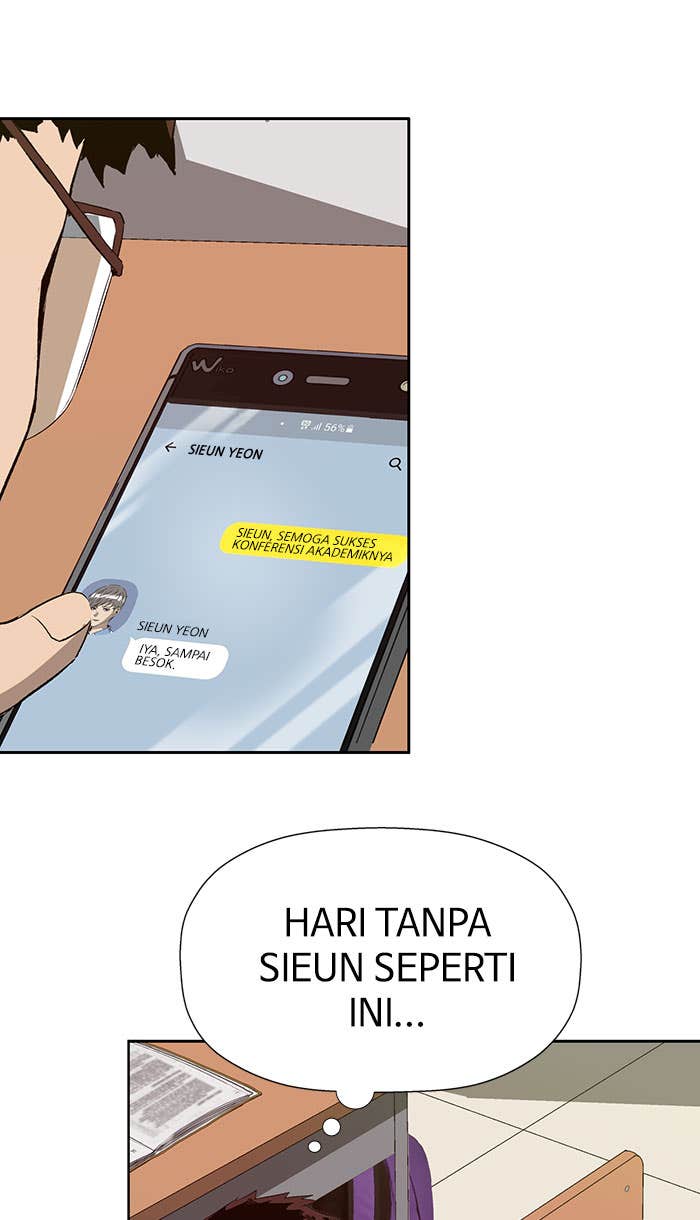 Wiko
56%
SIEUN YEON
SIEUN, SEMOGA SUKSES
KONFERENSI AKADEMIKNYA
SIEUN YEON
IYA, SAMPAI
BESOK.
HARI TANPA
SIEUN SEPERTI
INI...